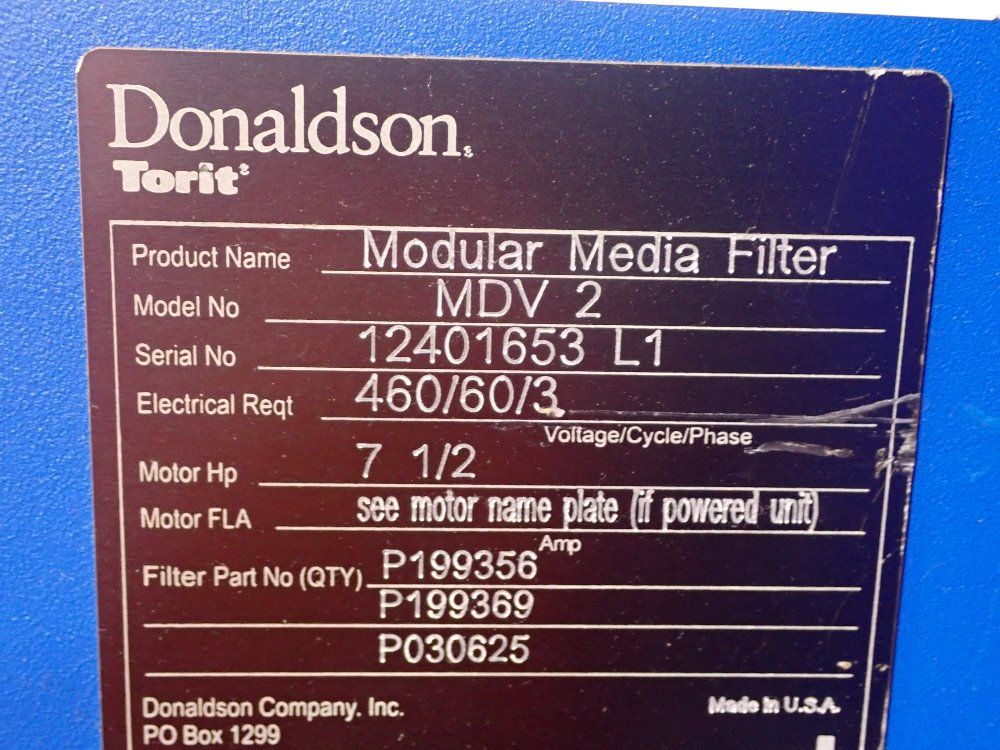 Donaldson®
Torit®
Product Name Modular Media Filter
Model No MDV 2
Serial No 12401653 L1
Electrical Reqt 460/60/3
Voltage/Cycle/Phase
Motor Hp 7 1/2
Motor FLA see motor name plate (if powered unit)
Amp
Filter Part No (QTY) P199356
P199369
P030625
Donaldson Company, Inc. Made In U.S.A.
PO Box 1299